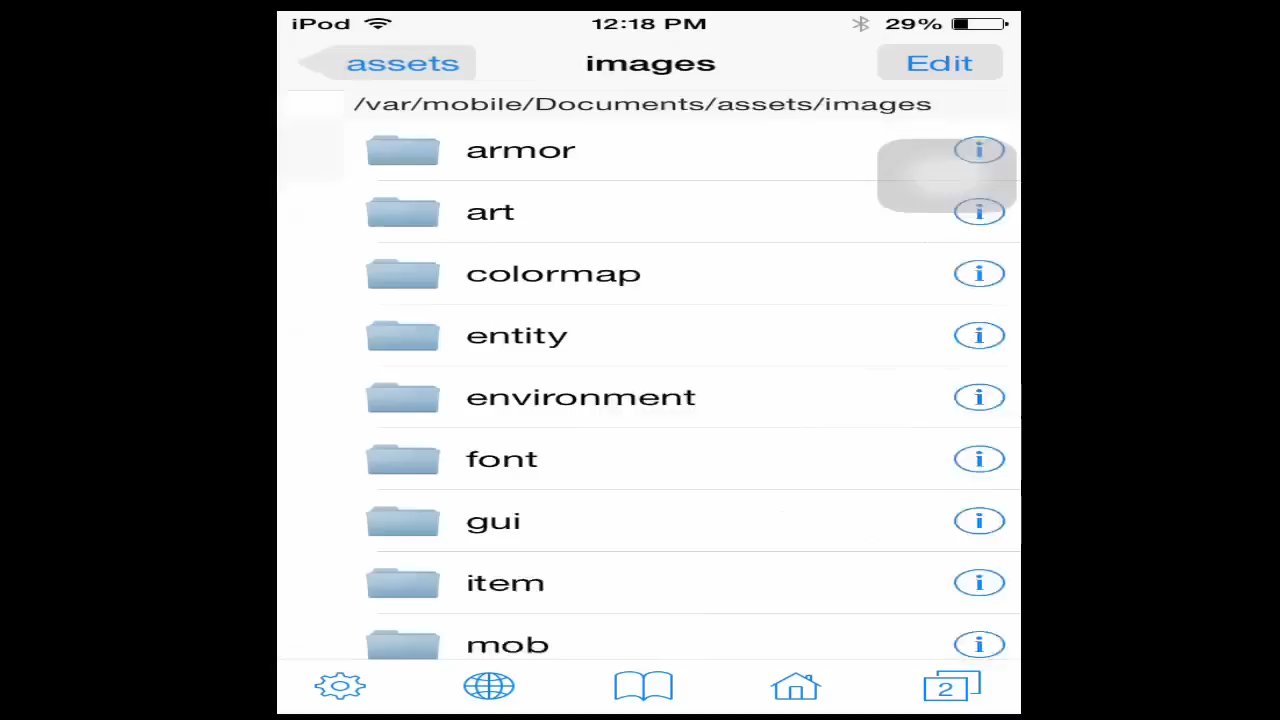 iPod 12:18 PM 29%
assets images Edit
/var/mobile/Documents/assets/images
armor i
art i
colormap i
entity i
environment i
font i
gui i
item i
mob i
2